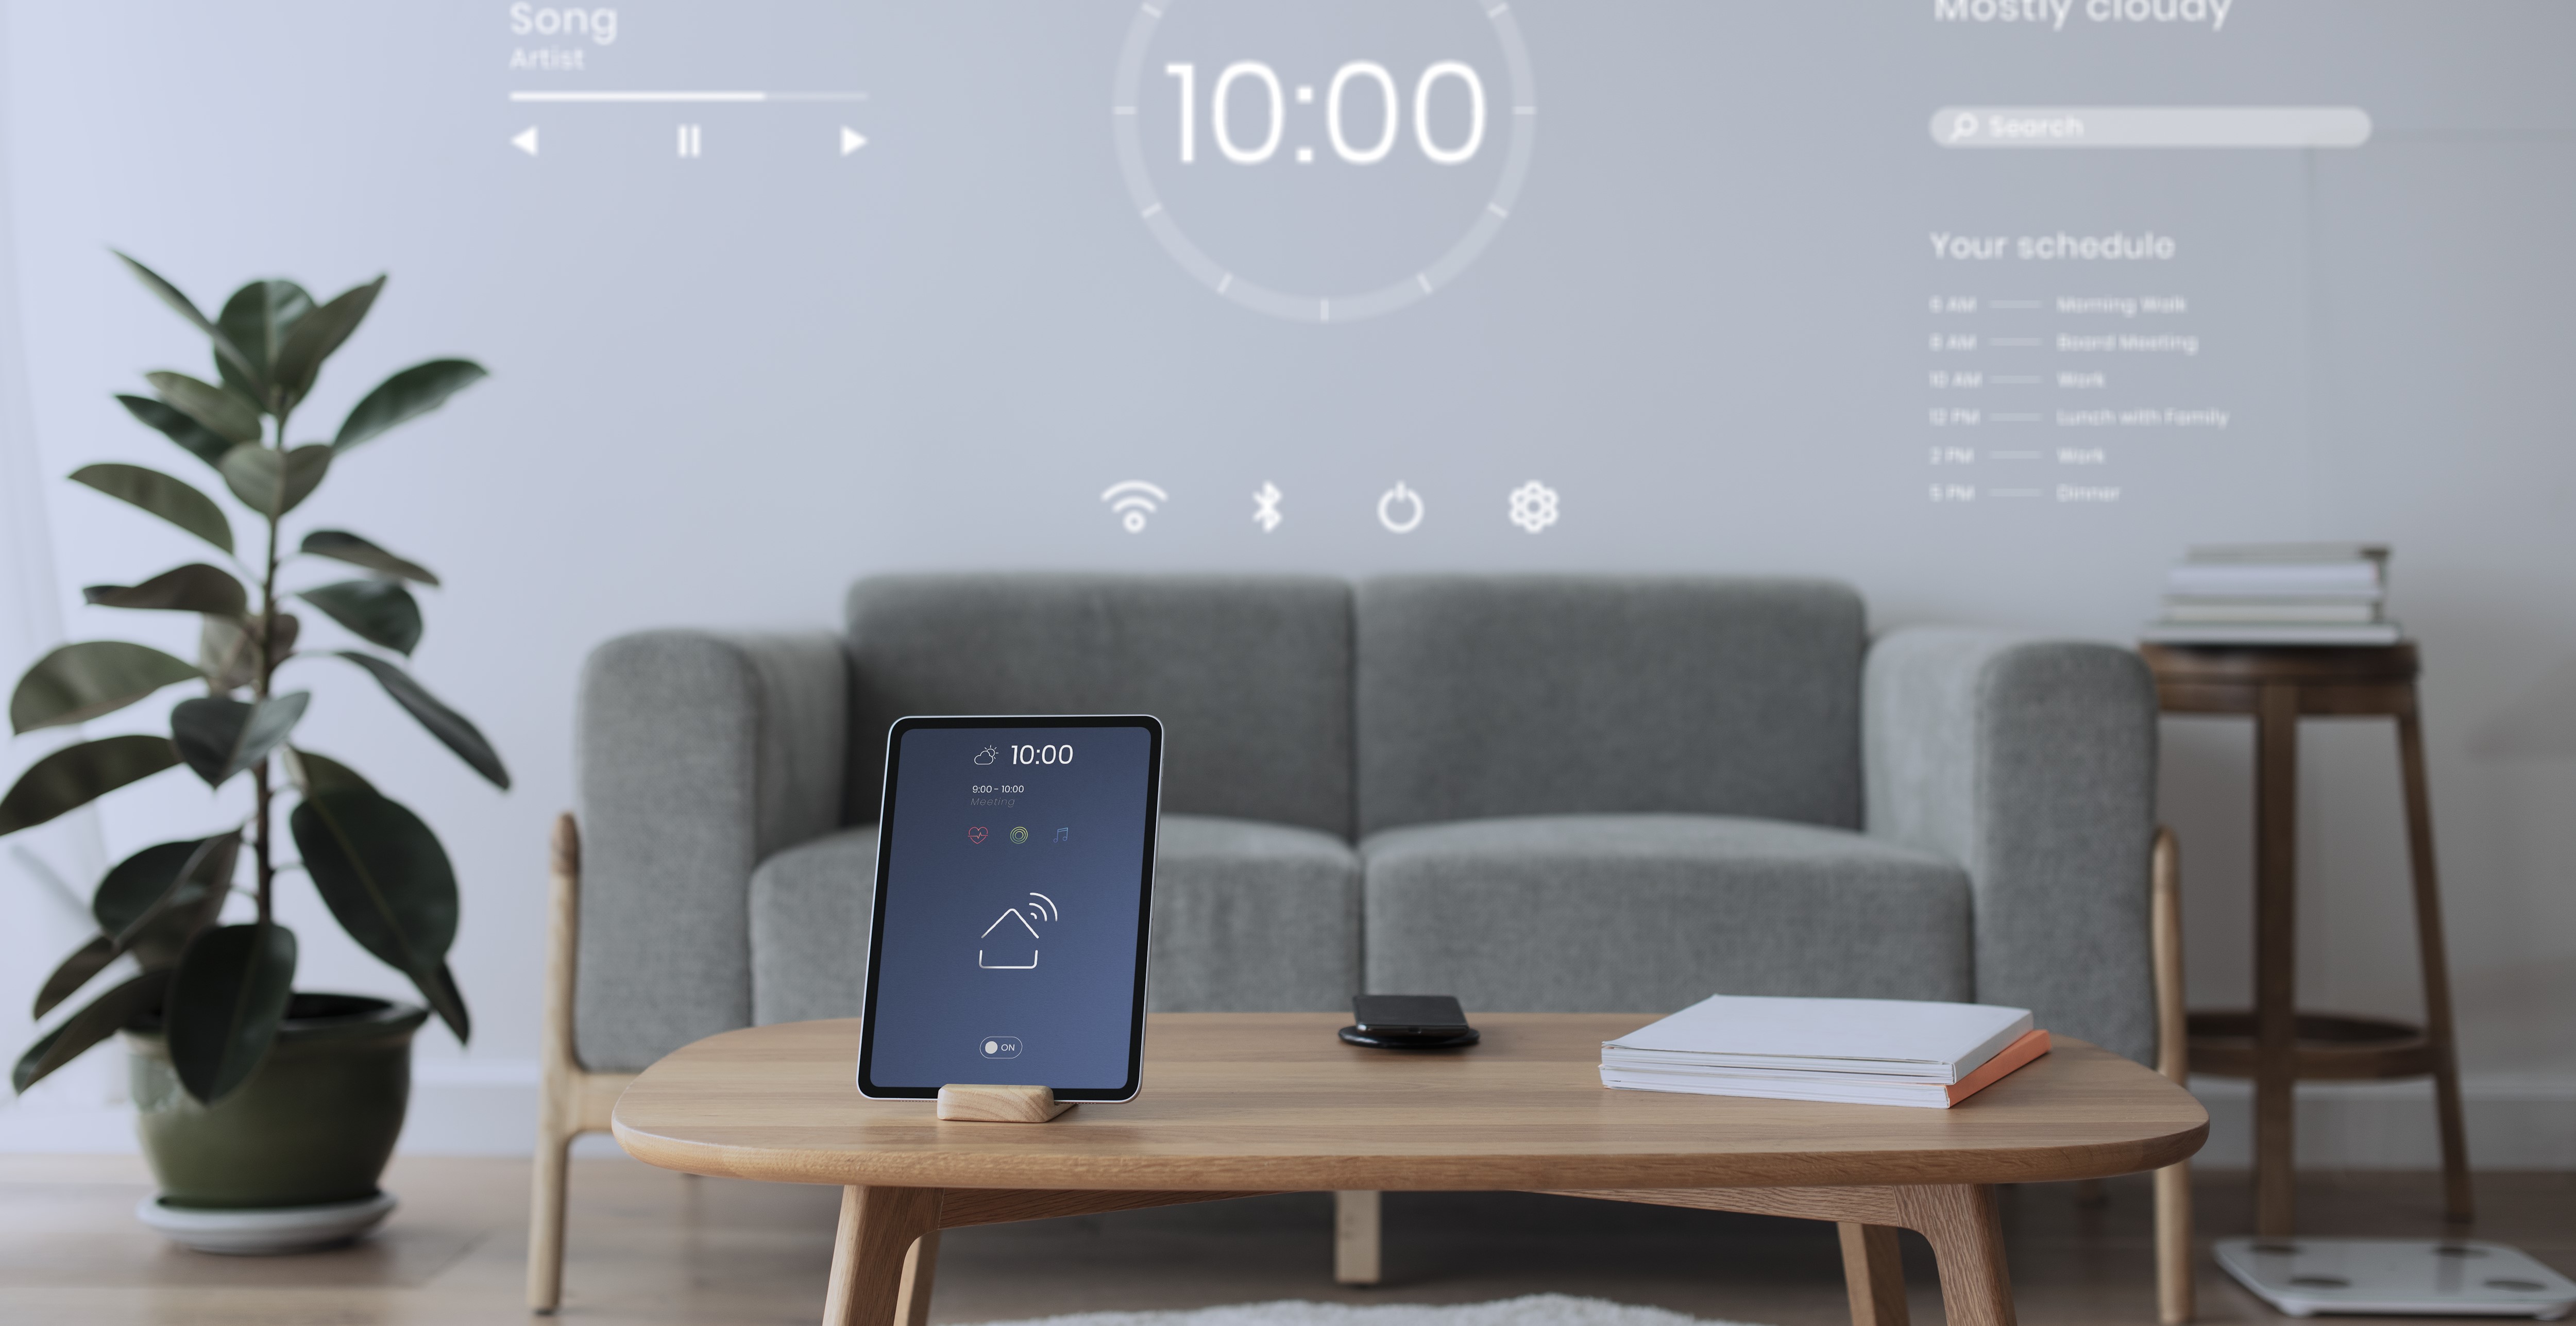 Song
Artist
10:00
Mostly cloudy
Search
Your schedule
6 AM Morning Walk
8 AM Board Meeting
10 AM Work
12 PM Lunch with Family
2 PM Work
5 PM Dinner
10:00
9:00 - 10:00
Meeting
ON